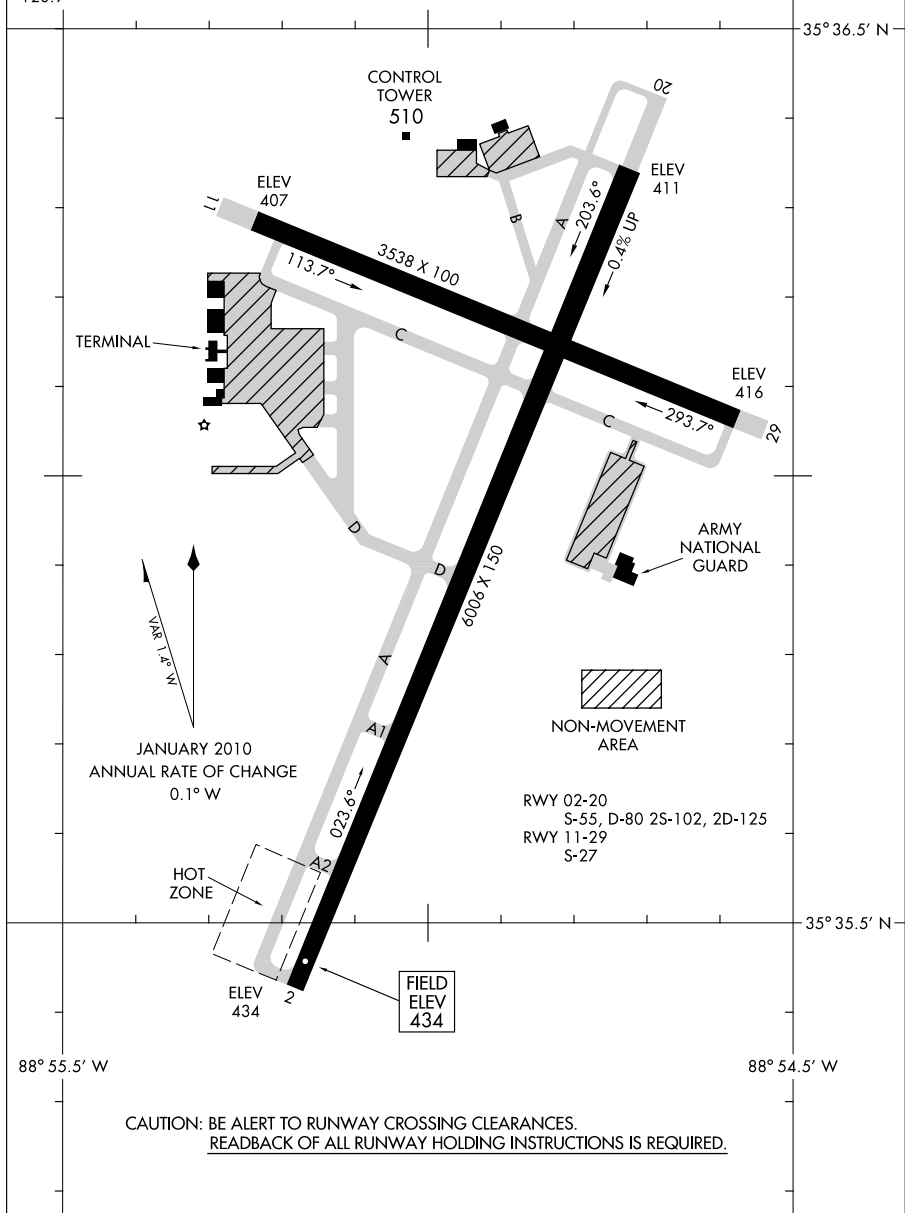 35° 36.5' N
CONTROL
TOWER
510
20
ELEV
411
ELEV
407
11
203.6°
A
B
0.4% UP
3538 X 100
113.7°
TERMINAL
C
ELEV
416
C
293.7°
29
D
D
ARMY
NATIONAL
GUARD
6006 X 150
VAR 1.4° W
A
NON-MOVEMENT
AREA
A1
JANUARY 2010
ANNUAL RATE OF CHANGE
0.1° W
023.6°
RWY 02-20
S-55, D-80 2S-102, 2D-125
RWY 11-29
S-27
A2
HOT
ZONE
35° 35.5' N
ELEV
434
2
FIELD
ELEV
434
88° 55.5' W
88° 54.5' W
CAUTION: BE ALERT TO RUNWAY CROSSING CLEARANCES.
READBACK OF ALL RUNWAY HOLDING INSTRUCTIONS IS REQUIRED.